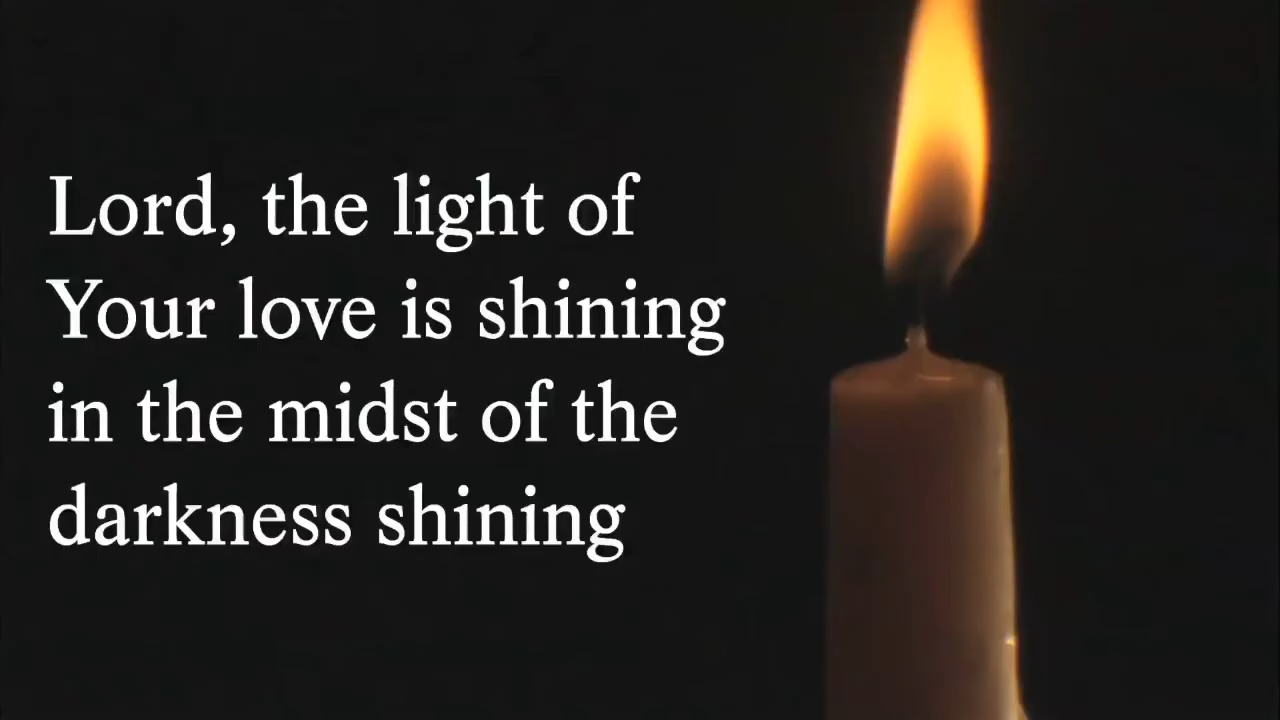 Lord, the light of
Your love is shining
in the midst of the
darkness shining